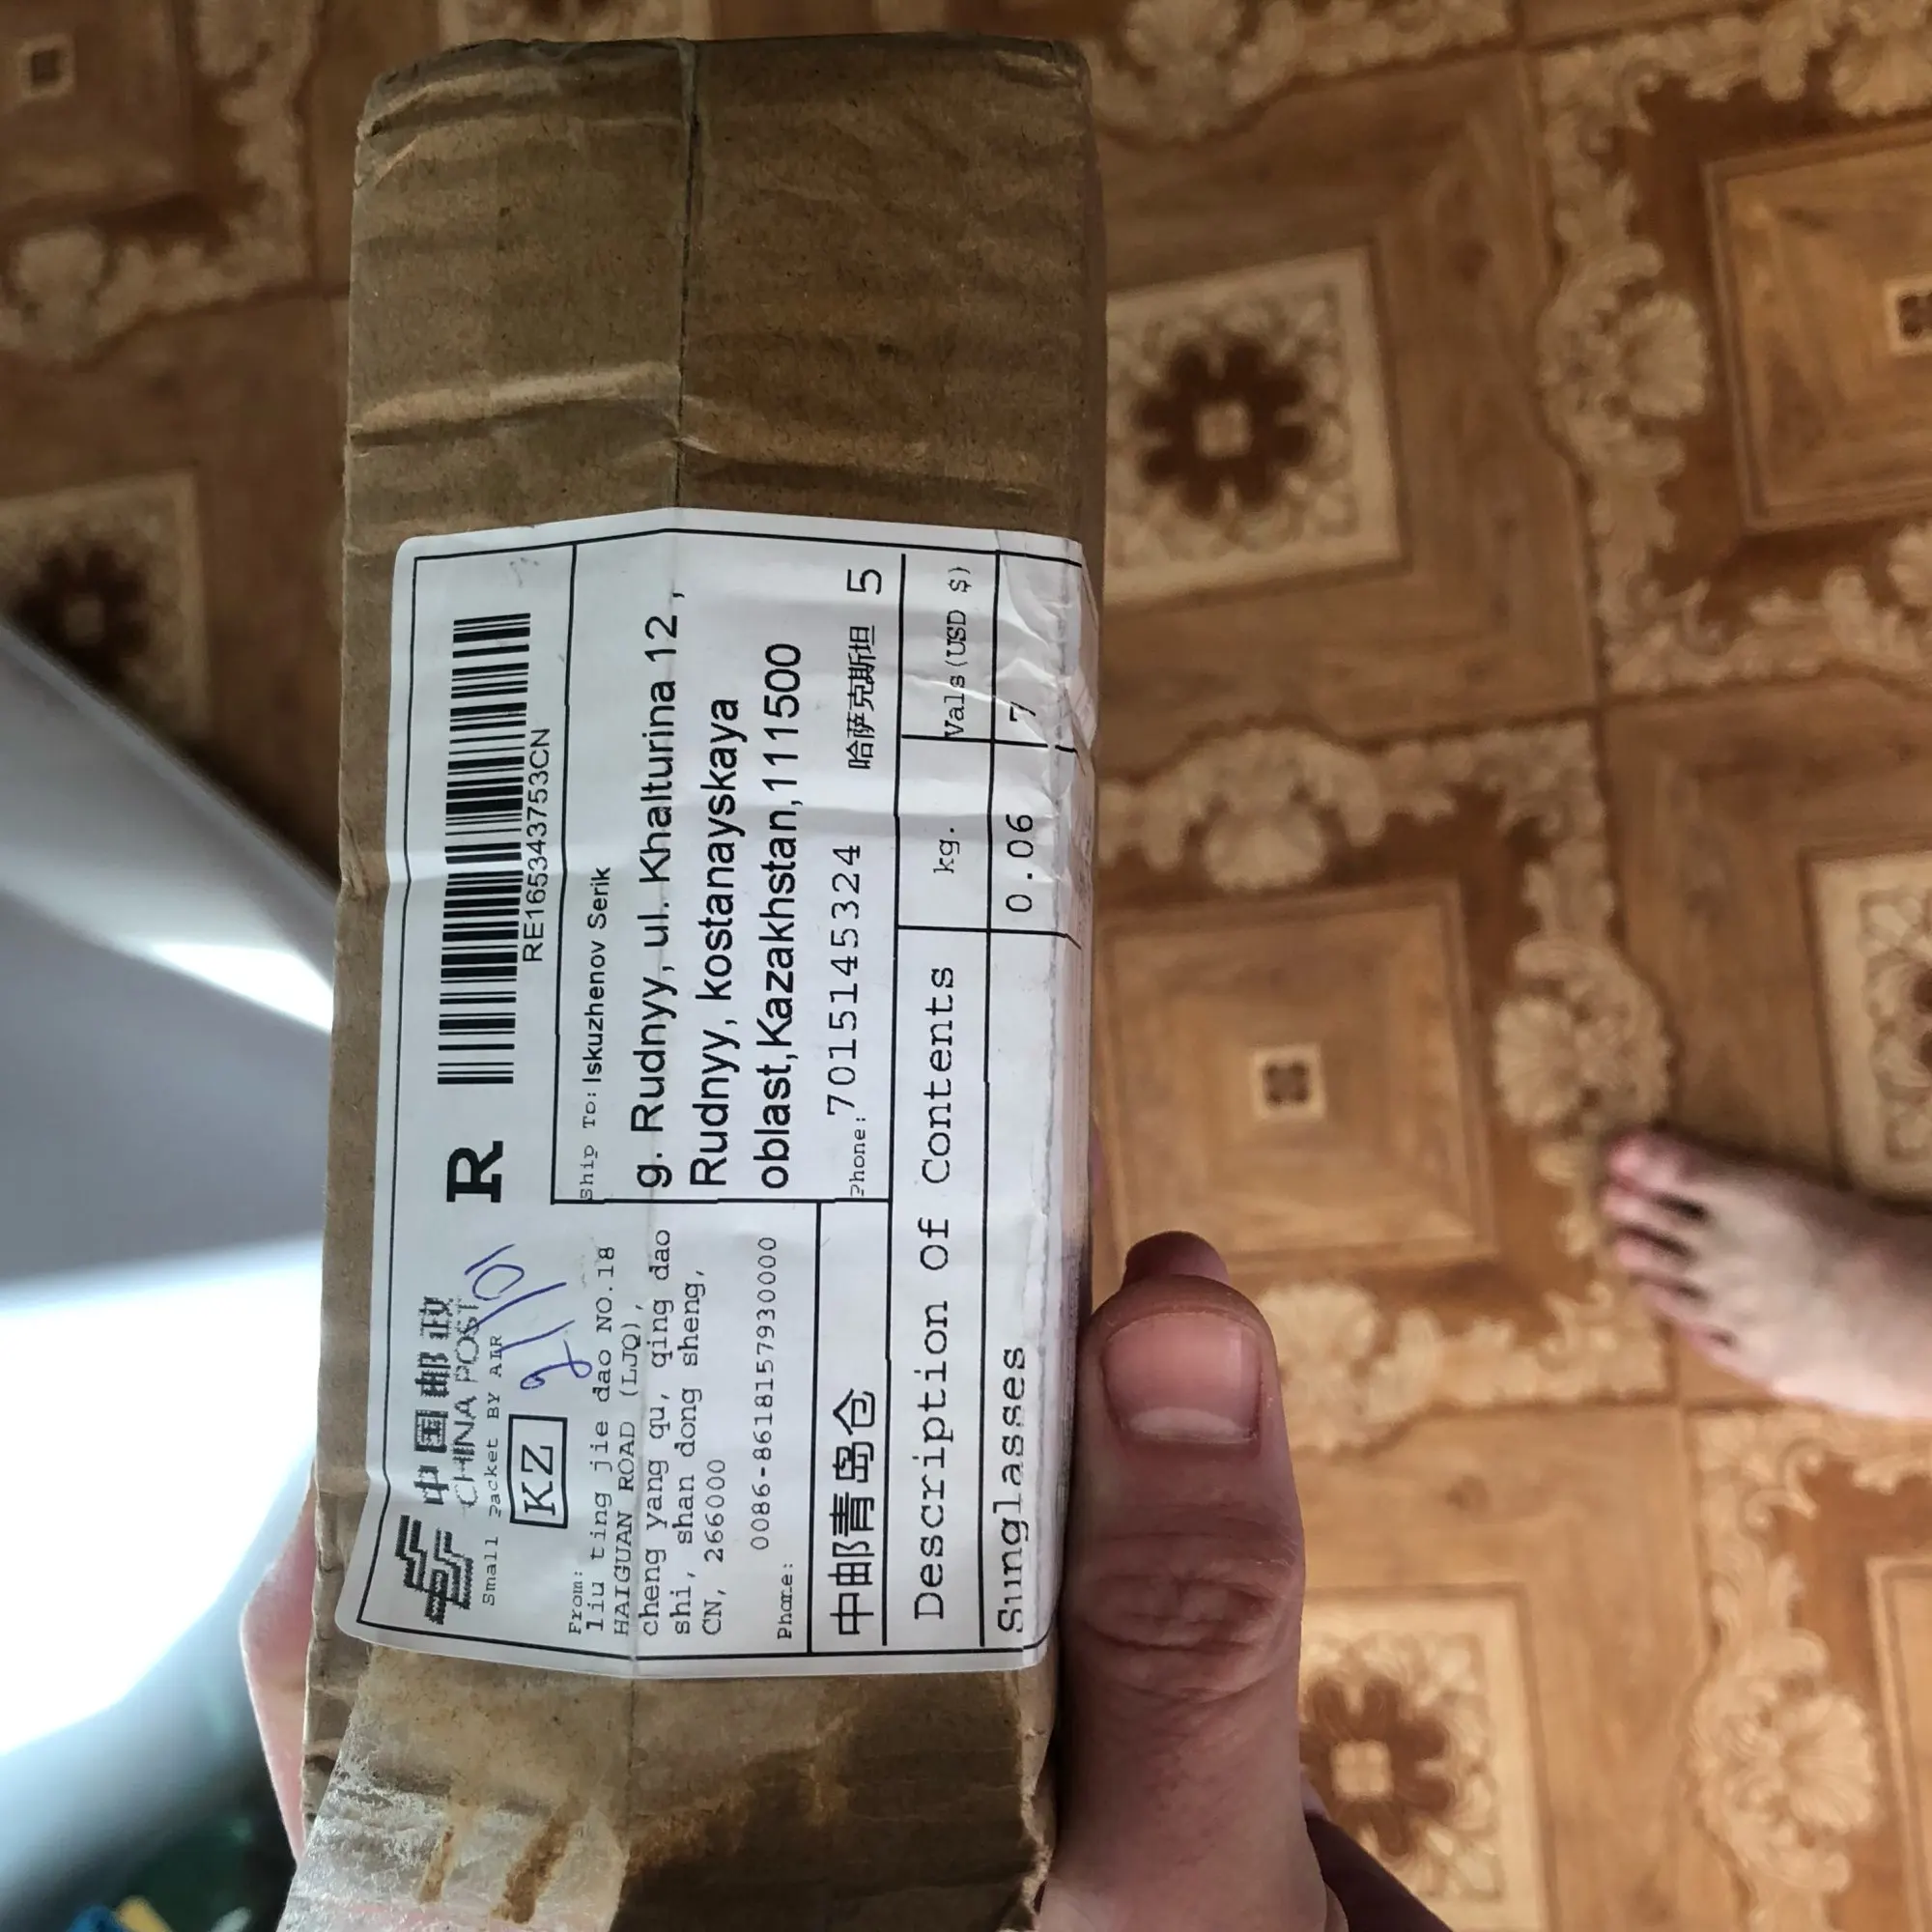 中国邮政
CHINA POST
Small Packet BY AIR
R
RE165343753CN
KZ
21/01
From:
liu ting jie dao NO.18
HAIGUAN ROAD (LJQ),
cheng yang qu, qing dao
shi, shan dong sheng,
CN, 266000
Phone: 0086-8618157930000
Ship To: Iskuzhenov Serik
g. Rudnyy, ul. Khalturina 12 ,
Rudnyy, kostanayskaya
oblast,Kazakhstan,111500
Phone: 7015145324 哈萨克斯坦 5
中邮青岛仓
Description of Contents kg. Vals(USD $)
Sunglasses 0.06 7